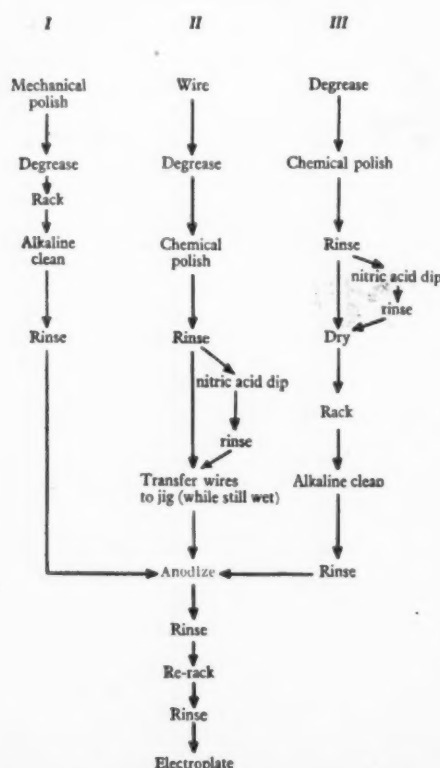 I
II
III
Mechanical
polish
Wire
Degrease
Degrease
Degrease
Chemical polish
Rack
Alkaline
clean
Chemical
polish
Rinse
nitric acid dip
rinse
Rinse
Rinse
Dry
nitric acid dip
Rack
rinse
Transfer wires
to jig (while still wet)
Alkaline clean
Anodize
Rinse
Rinse
Re-rack
Rinse
Electroplate